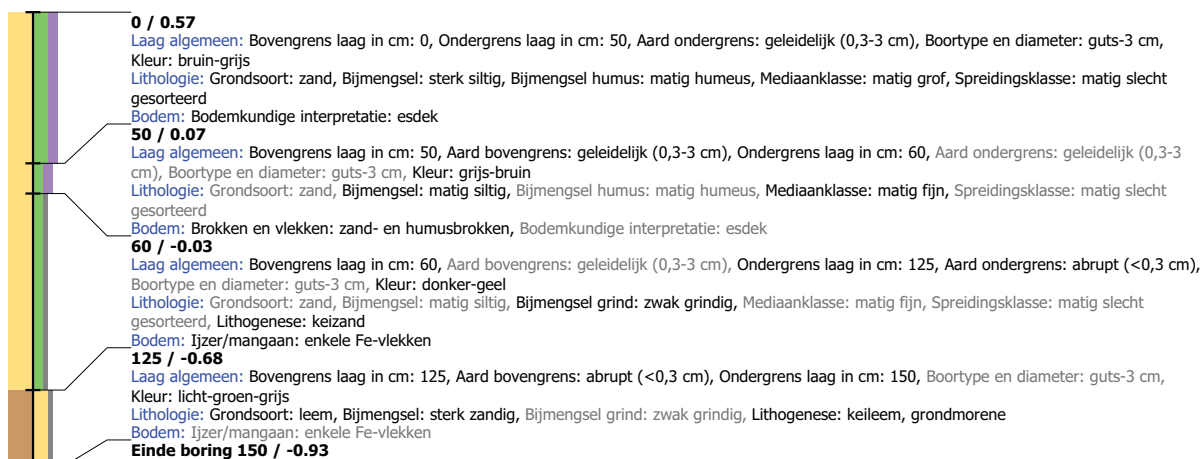 0 / 0.57
Laag algemeen: Bovengrens laag in cm: 0, Ondergrens laag in cm: 50, Aard ondergrens: geleidelijk (0,3-3 cm), Boortype en diameter: guts-3 cm,
Kleur: bruin-grijs
Lithologie: Grondsoort: zand, Bijmengsel: sterk siltig, Bijmengsel humus: matig humeus, Mediaanklasse: matig grof, Spreidingsklasse: matig slecht
gesorteerd
Bodem: Bodemkundige interpretatie: esdek
50 / 0.07
Laag algemeen: Bovengrens laag in cm: 50, Aard bovengrens: geleidelijk (0,3-3 cm), Ondergrens laag in cm: 60, Aard ondergrens: geleidelijk (0,3-3
cm), Boortype en diameter: guts-3 cm, Kleur: grijs-bruin
Lithologie: Grondsoort: zand, Bijmengsel: matig siltig, Bijmengsel humus: matig humeus, Mediaanklasse: matig fijn, Spreidingsklasse: matig slecht
gesorteerd
Bodem: Brokken en vlekken: zand- en humusbrokken, Bodemkundige interpretatie: esdek
60 / -0.03
Laag algemeen: Bovengrens laag in cm: 60, Aard bovengrens: geleidelijk (0,3-3 cm), Ondergrens laag in cm: 125, Aard ondergrens: abrupt (<0,3 cm),
Boortype en diameter: guts-3 cm, Kleur: donker-geel
Lithologie: Grondsoort: zand, Bijmengsel: matig siltig, Bijmengsel grind: zwak grindig, Mediaanklasse: matig fijn, Spreidingsklasse: matig slecht
gesorteerd, Lithogenese: keizand
Bodem: Ijzer/mangaan: enkele Fe-vlekken
125 / -0.68
Laag algemeen: Bovengrens laag in cm: 125, Aard bovengrens: abrupt (<0,3 cm), Ondergrens laag in cm: 150, Boortype en diameter: guts-3 cm,
Kleur: licht-groen-grijs
Lithologie: Grondsoort: leem, Bijmengsel: sterk zandig, Bijmengsel grind: zwak grindig, Lithogenese: keileem, grondmorene
Bodem: Ijzer/mangaan: enkele Fe-vlekken
Einde boring 150 / -0.93